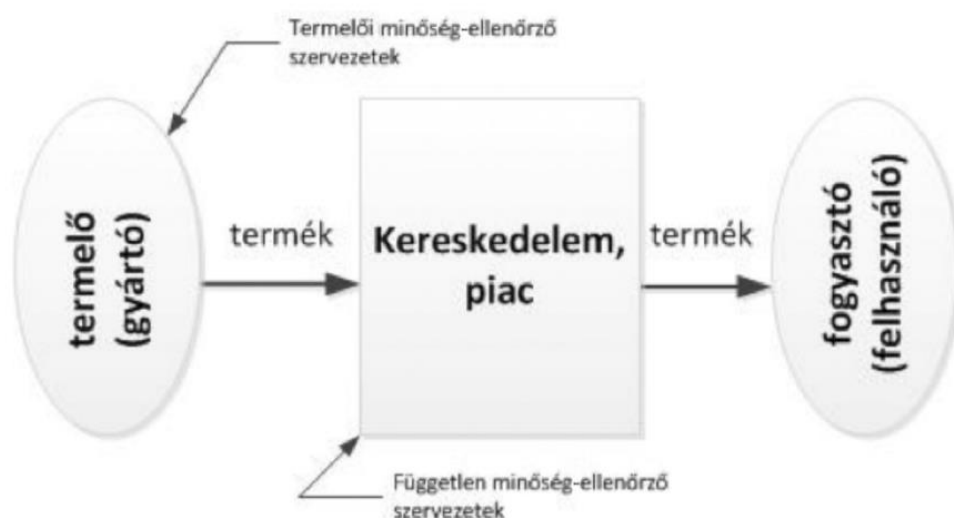 Termelői minőség-ellenőrző
szervezetek
termelő
(gyártó)
termék
Kereskedelem,
piac
termék
fogyasztó
(felhasználó)
Független minőség-ellenőrző
szervezetek